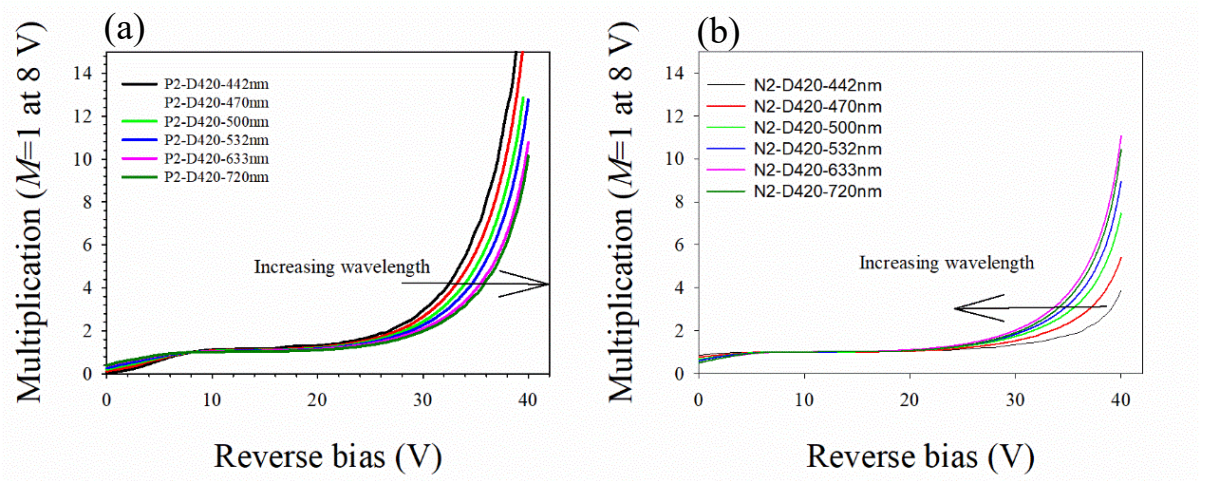 (a)
Multiplication (M=1 at 8 V)
14
12
10
8
6
4
2
0
P2-D420-442nm
P2-D420-470nm
P2-D420-500nm
P2-D420-532nm
P2-D420-633nm
P2-D420-720nm
Increasing wavelength
0 10 20 30 40
Reverse bias (V)
(b)
Multiplication (M=1 at 8 V)
14
12
10
8
6
4
2
0
N2-D420-442nm
N2-D420-470nm
N2-D420-500nm
N2-D420-532nm
N2-D420-633nm
N2-D420-720nm
Increasing wavelength
0 10 20 30 40
Reverse bias (V)